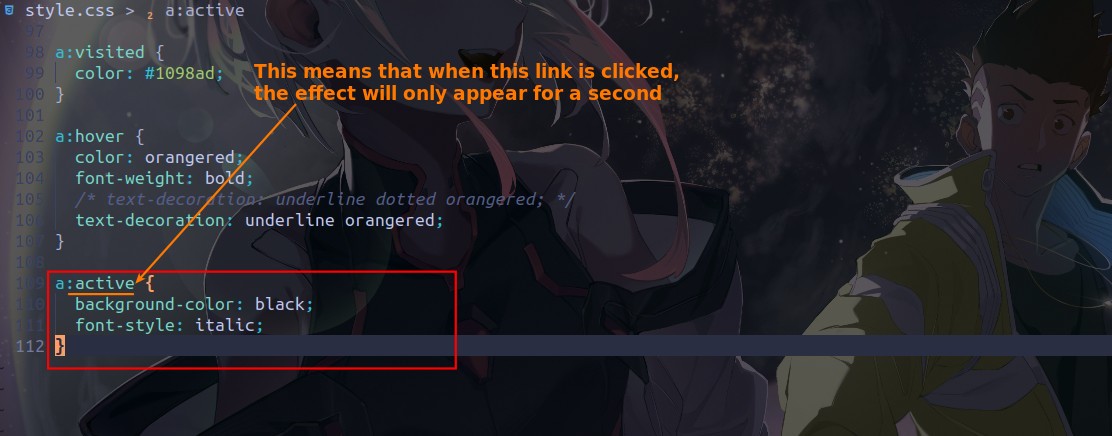 style.css > 2 a:active
97
98 a:visited {
99 color: #1098ad;
100 }
101
102 a:hover {
103 color: orangered;
104 font-weight: bold;
105 /* text-decoration: underline dotted orangered; */
106 text-decoration: underline orangered;
107 }
108
109 a:active {
110 background-color: black;
111 font-style: italic;
112 }
This means that when this link is clicked,
the effect will only appear for a second